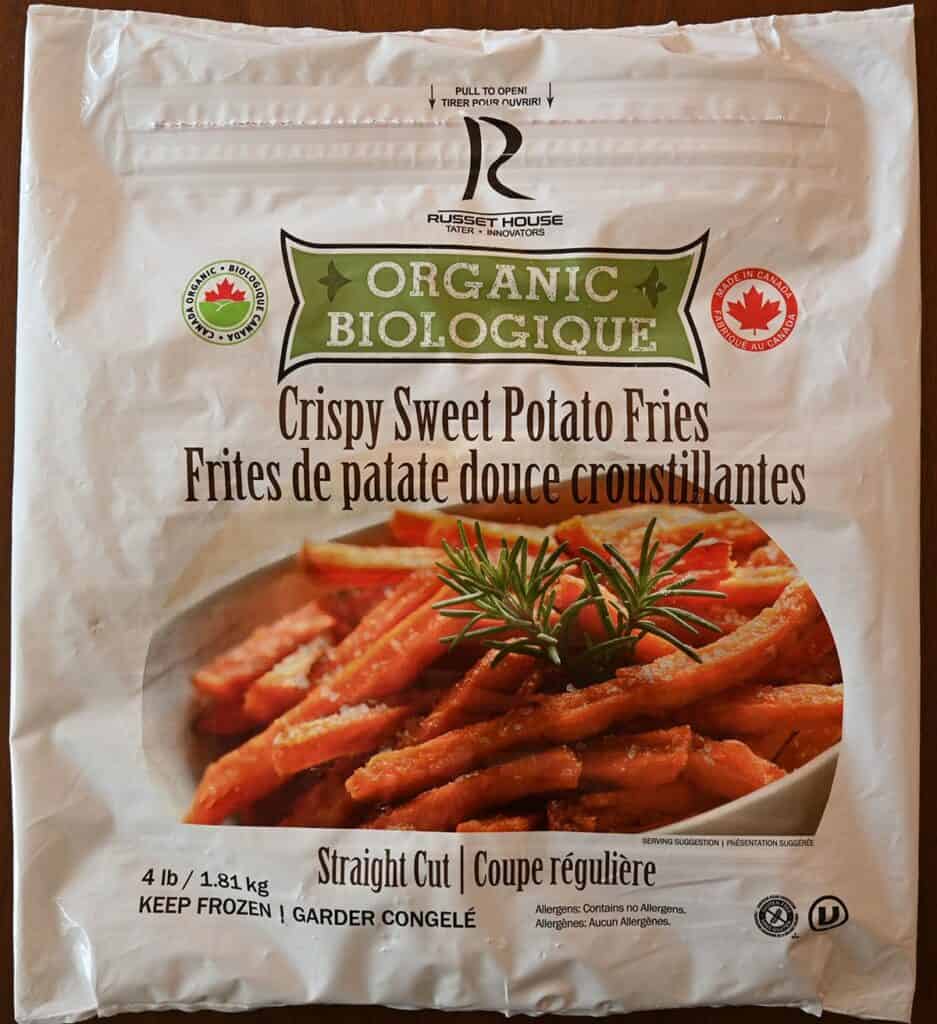 PULL TO OPEN!
TIRER POUR OUVRIR!
R
RUSSET HOUSE
TATER • INNOVATORS
ORGANIC
BIOLOGIQUE
CANADA ORGANIC • BIOLOGIQUE CANADA •
MADE IN CANADA
FABRIQUÉ AU CANADA
Crispy Sweet Potato Fries
Frites de patate douce croustillantes
SERVING SUGGESTION | PRÉSENTATION SUGGÉRÉE
Straight Cut | Coupe régulière
4 lb / 1.81 kg
KEEP FROZEN | GARDER CONGELÉ
Allergens: Contains no Allergens.
Allergènes: Aucun Allergènes.
U